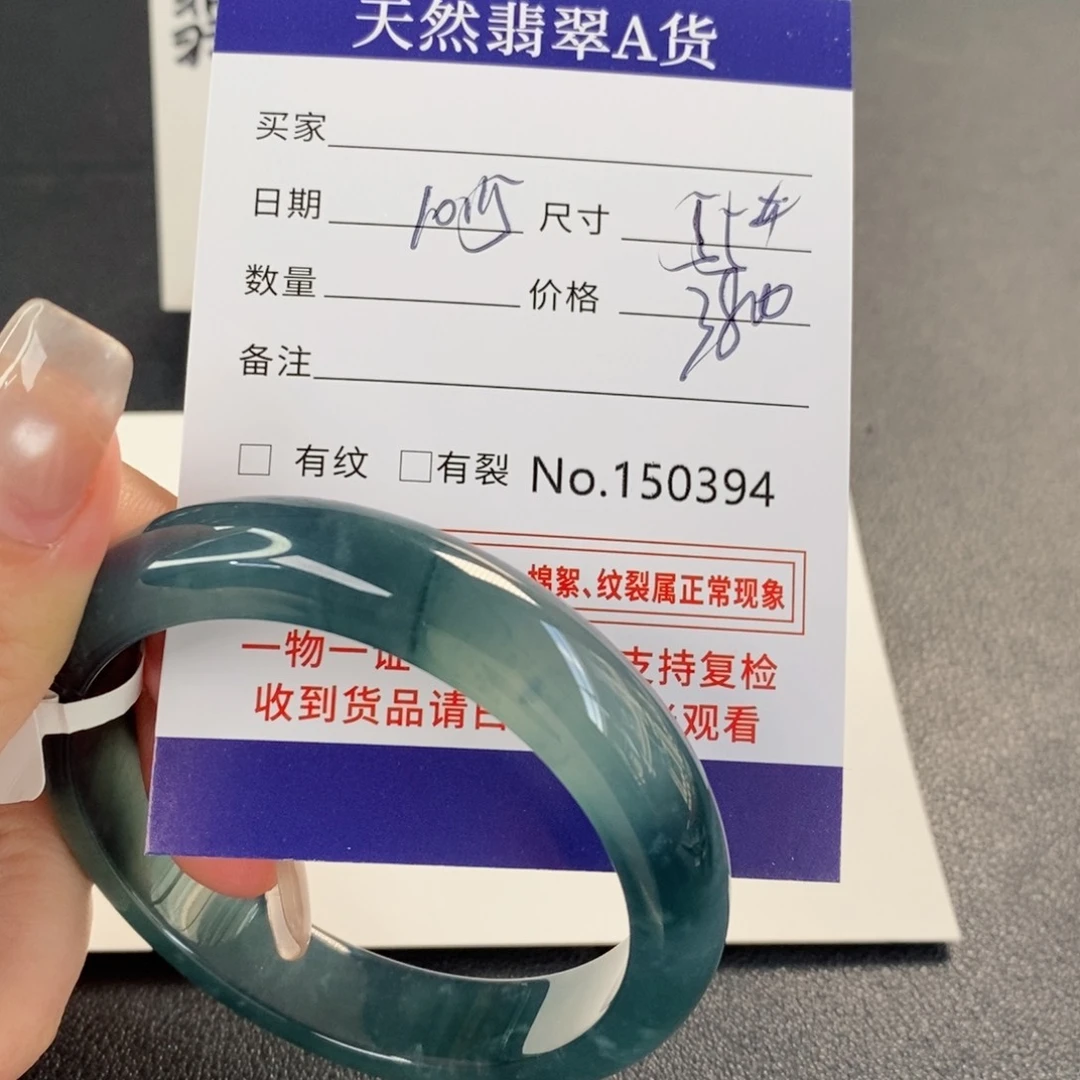 天然翡翠A货
买家
日期 尺寸
数量 价格 3800
备注
□ 有纹 □有裂 No.150394
棉絮、纹裂属正常现象
一物一证 支持复检
收到货品请 观看